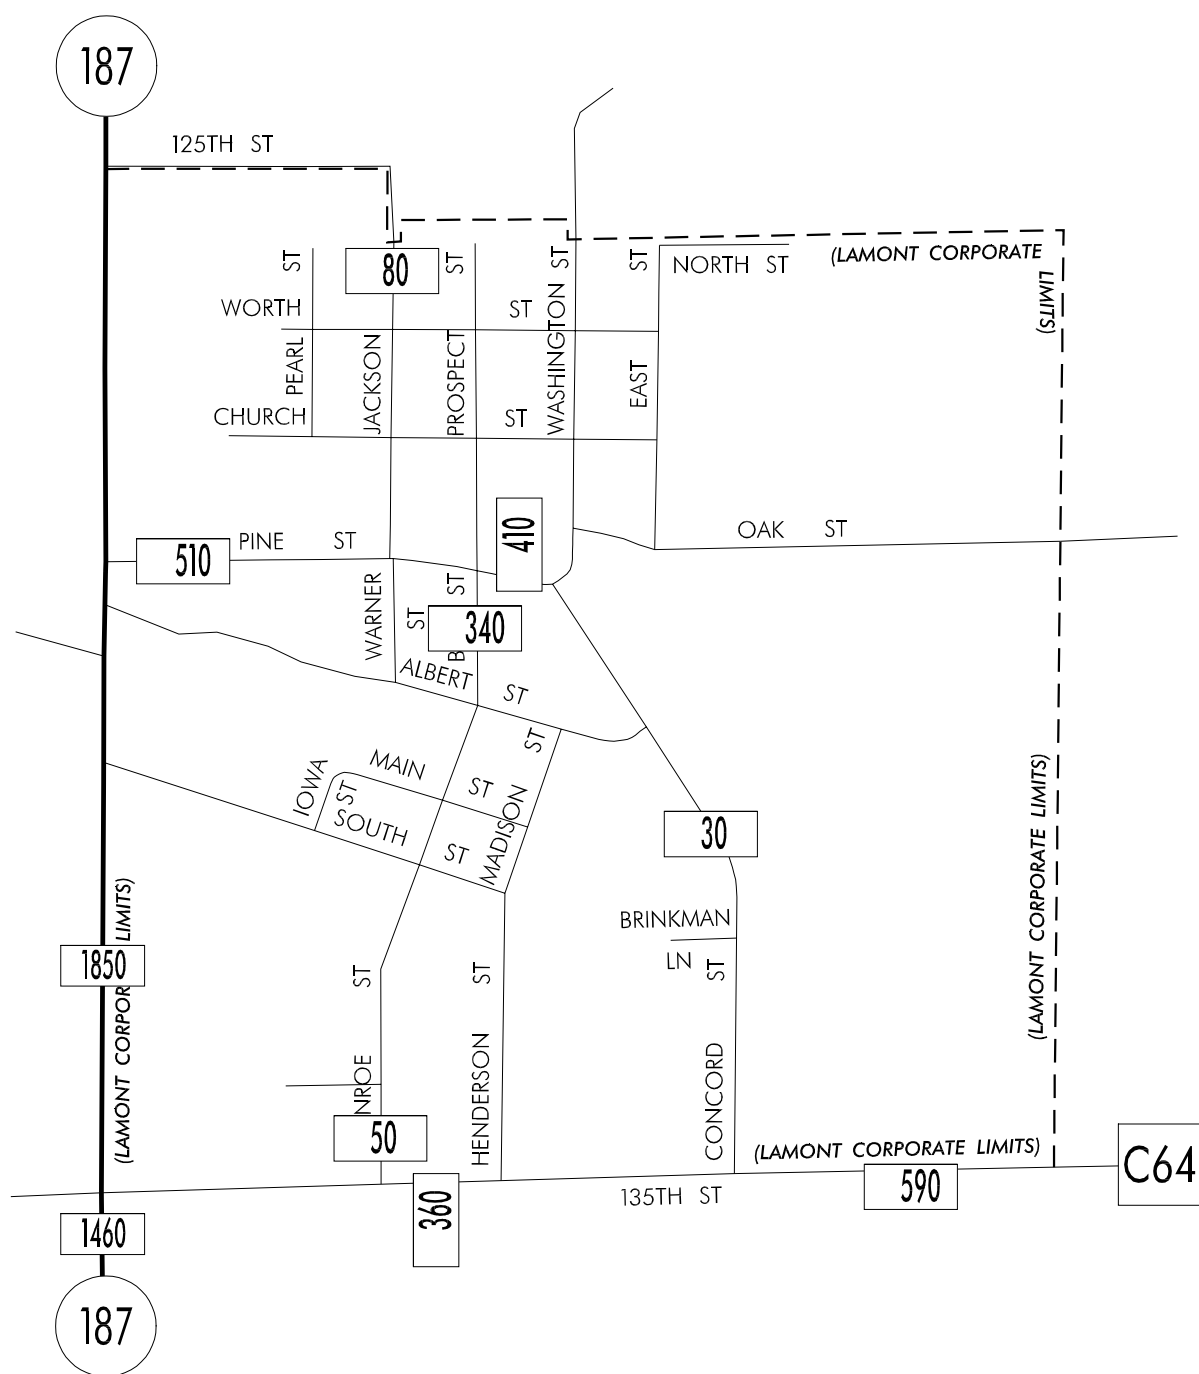 187
125TH ST
ST
80
ST
WASHINGTON ST
ST
NORTH ST
(LAMONT CORPORATE
LIMITS)
WORTH ST
PEARL
JACKSON
PROSPECT
EAST
CHURCH ST
410
OAK ST
510
PINE ST
WARNER
ST
B ST
340
ALBERT ST
ST
MAIN ST
IOWA
ST
SOUTH ST
MADISON
30
(LAMONT CORPORATE LIMITS)
(LAMONT CORPOR LIMITS)
BRINKMAN
LN
1850
NROE ST
HENDERSON ST
CONCORD ST
50
(LAMONT CORPORATE LIMITS)
C64
590
135TH ST
360
1460
187